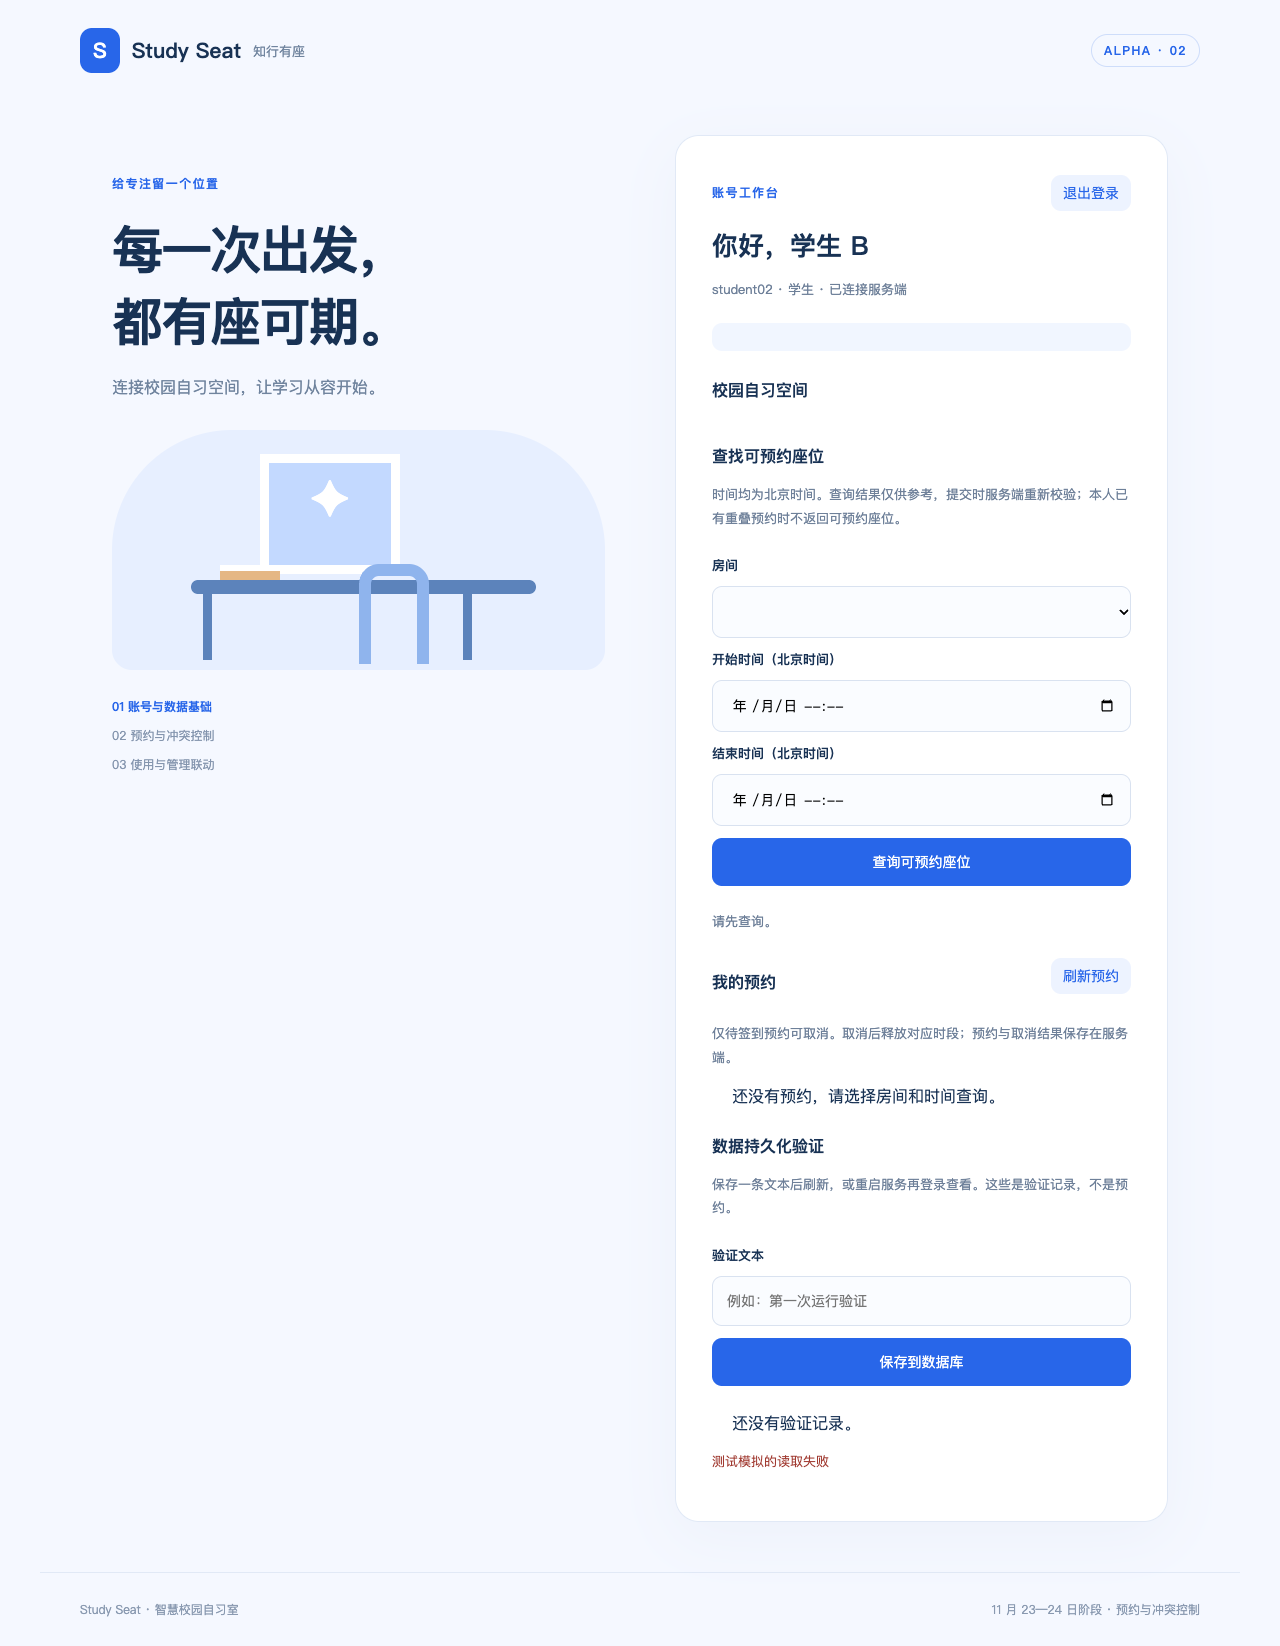 S Study Seat 知行有座
ALPHA · 02
给专注留一个位置
每一次出发，
都有座可期。
连接校园自习空间，让学习从容开始。
01 账号与数据基础
02 预约与冲突控制
03 使用与管理联动
账号工作台
退出登录
你好，学生 B
student02 · 学生 · 已连接服务端
校园自习空间
查找可预约座位
时间均为北京时间。查询结果仅供参考，提交时服务端重新校验；本人已
有重叠预约时不返回可预约座位。
房间
开始时间（北京时间）
年 /月/日 --:--
结束时间（北京时间）
年 /月/日 --:--
查询可预约座位
请先查询。
我的预约
刷新预约
仅待签到预约可取消。取消后释放对应时段；预约与取消结果保存在服务
端。
还没有预约，请选择房间和时间查询。
数据持久化验证
保存一条文本后刷新，或重启服务再登录查看。这些是验证记录，不是预
约。
验证文本
例如：第一次运行验证
保存到数据库
还没有验证记录。
测试模拟的读取失败
Study Seat · 智慧校园自习室
11 月 23—24 日阶段 · 预约与冲突控制